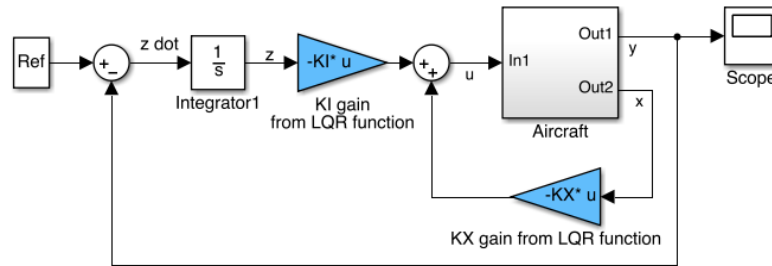 Ref
+
−
z dot
1
s
Integrator1
z
-KI* u
KI gain
from LQR function
+
+
u
In1
Out1
Out2
Aircraft
y
x
Scope
-KX* u
KX gain from LQR function